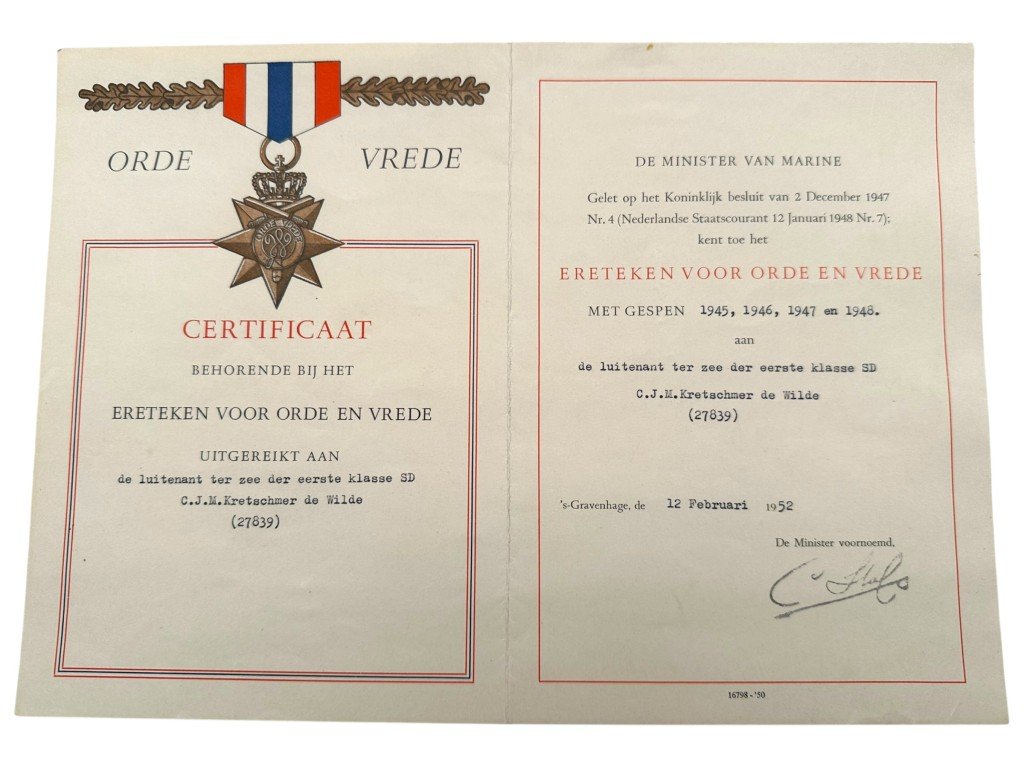 ORDE VREDE
ORDE VREDE
CERTIFICAAT
BEHORENDE BIJ HET
ERETEKEN VOOR ORDE EN VREDE
UITGEREIKT AAN
de luitenant ter zee der eerste klasse SD
C.J.M.Kretschmer de Wilde
(27839)
DE MINISTER VAN MARINE
Gelet op het Koninklijk besluit van 2 December 1947
Nr. 4 (Nederlandse Staatscourant 12 Januari 1948 Nr. 7);
kent toe het
ERETEKEN VOOR ORDE EN VREDE
MET GESPEN 1945, 1946, 1947 en 1948.
aan
de luitenant ter zee der eerste klasse SD
C.J.M.Kretschmer de Wilde
(27839)
's-Gravenhage, de 12 Februari 1952
De Minister voornoemd,
16798-'50